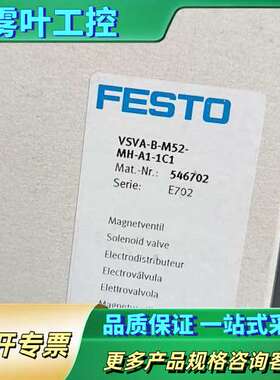 雾叶工控
FESTO
VSVA-B-M52-
MH-A1-1C1
Mat.-Nr.: 546702
Serie: E702
Magnetventil
Solenoid valve
Electrodistributeur
Electroválvula
Elettrovalvola
开专票
品质保证 一站式采
更多产品规格咨询客